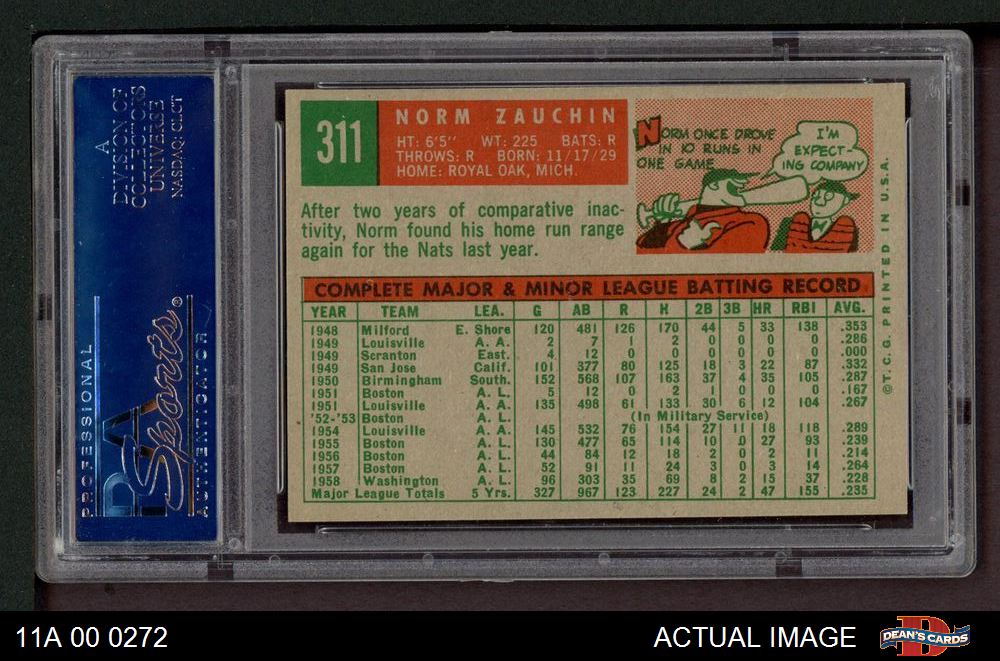 A
DIVISION OF
COLLECTORS
UNIVERSE
NASDAQ: CLCT
PROFESSIONAL
PSA
Sports®
AUTHENTICATOR
311
NORM ZAUCHIN
HT: 6'5" WT: 225 BATS: R
THROWS: R BORN: 11/17/29
HOME: ROYAL OAK, MICH.
NORM ONCE DROVE
IN 10 RUNS IN
ONE GAME
I'M
EXPECT-
ING COMPANY
After two years of comparative inac-
tivity, Norm found his home run range
again for the Nats last year.
COMPLETE MAJOR & MINOR LEAGUE BATTING RECORD
YEAR TEAM LEA. G AB R H 2B 3B HR RBI AVG.
1948 Milford E. Shore 120 481 126 170 44 5 33 138 .353
1949 Louisville A. A. 2 7 1 2 0 0 0 0 .286
1949 Scranton East. 4 12 0 0 0 0 0 0 .000
1949 San Jose Calif. 101 377 80 125 18 3 22 87 .332
1950 Birmingham South. 152 568 107 163 37 4 35 105 .287
1951 Boston A. L. 5 12 0 2 1 0 0 0 .167
1951 Louisville A. A. 135 498 61 133 30 6 12 104 .267
'52-'53 Boston A. L. (In Military Service)
1954 Louisville A. A. 145 532 76 154 27 11 18 118 .289
1955 Boston A. L. 130 477 65 114 10 0 27 93 .239
1956 Boston A. L. 44 84 12 18 2 0 2 11 .214
1957 Boston A. L. 52 91 11 24 3 0 3 14 .264
1958 Washington A. L. 96 303 35 69 8 2 15 37 .228
Major League Totals 5 Yrs. 327 967 123 227 24 2 47 155 .235
©T.C.G. PRINTED IN U.S.A.
11A 00 0272
ACTUAL IMAGE
DEAN'S CARDS